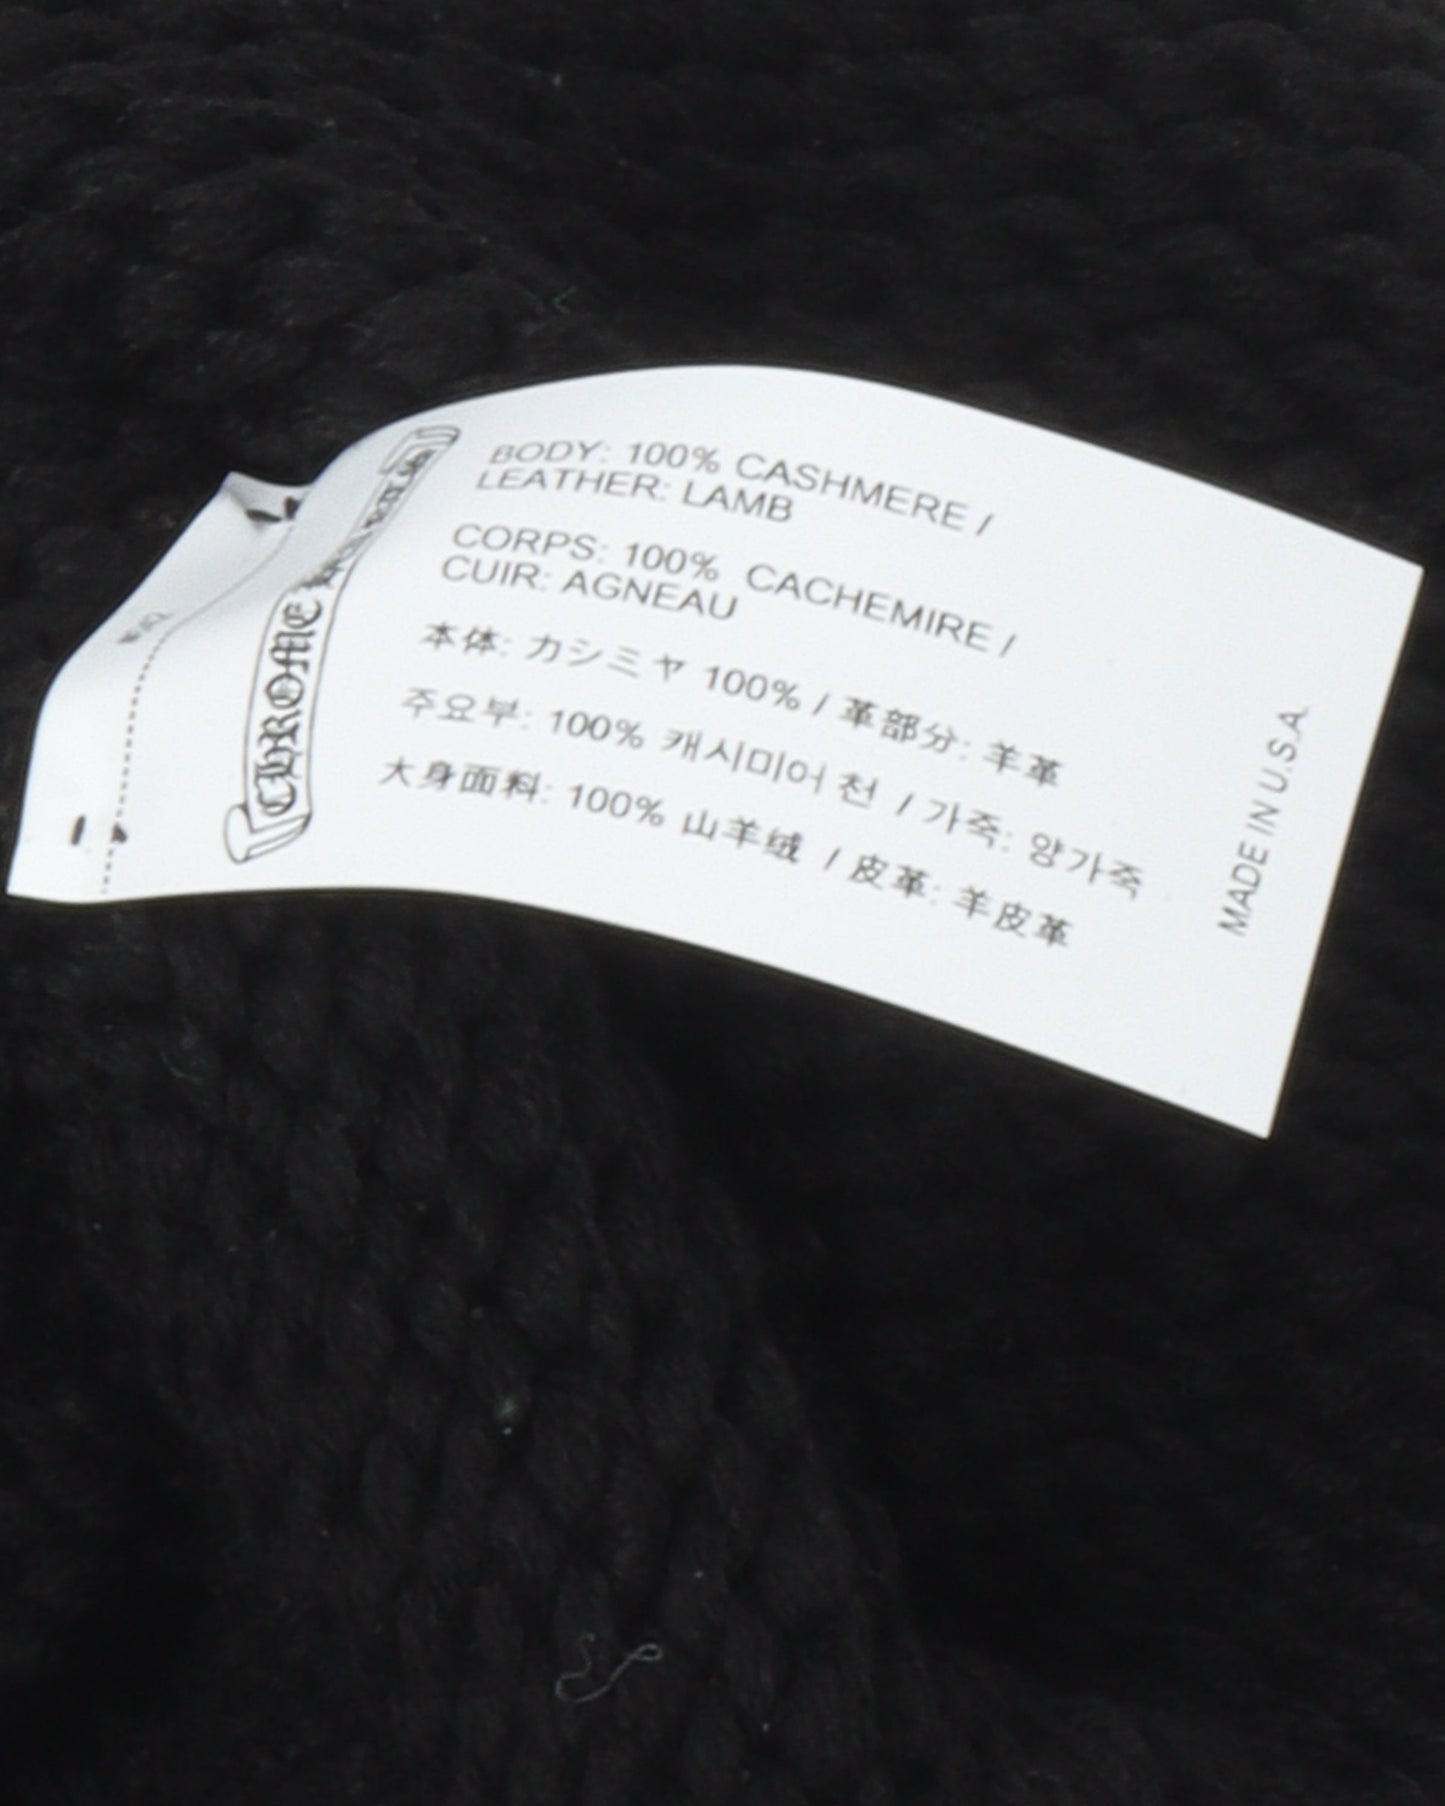 CHROME HEARTS
BODY: 100% CASHMERE /
LEATHER: LAMB
CORPS: 100% CACHEMIRE /
CUIR: AGNEAU
本体: カシミヤ 100% / 革部分: 羊革
주요부: 100% 캐시미어 천 / 가죽: 양가죽
大身面料: 100% 山羊绒 / 皮革: 羊皮革
MADE IN U.S.A.